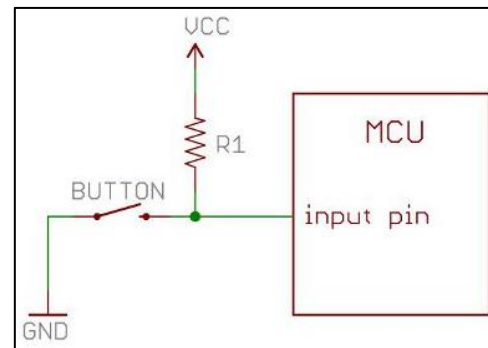 VCC
R1
MCU
BUTTON
input pin
GND